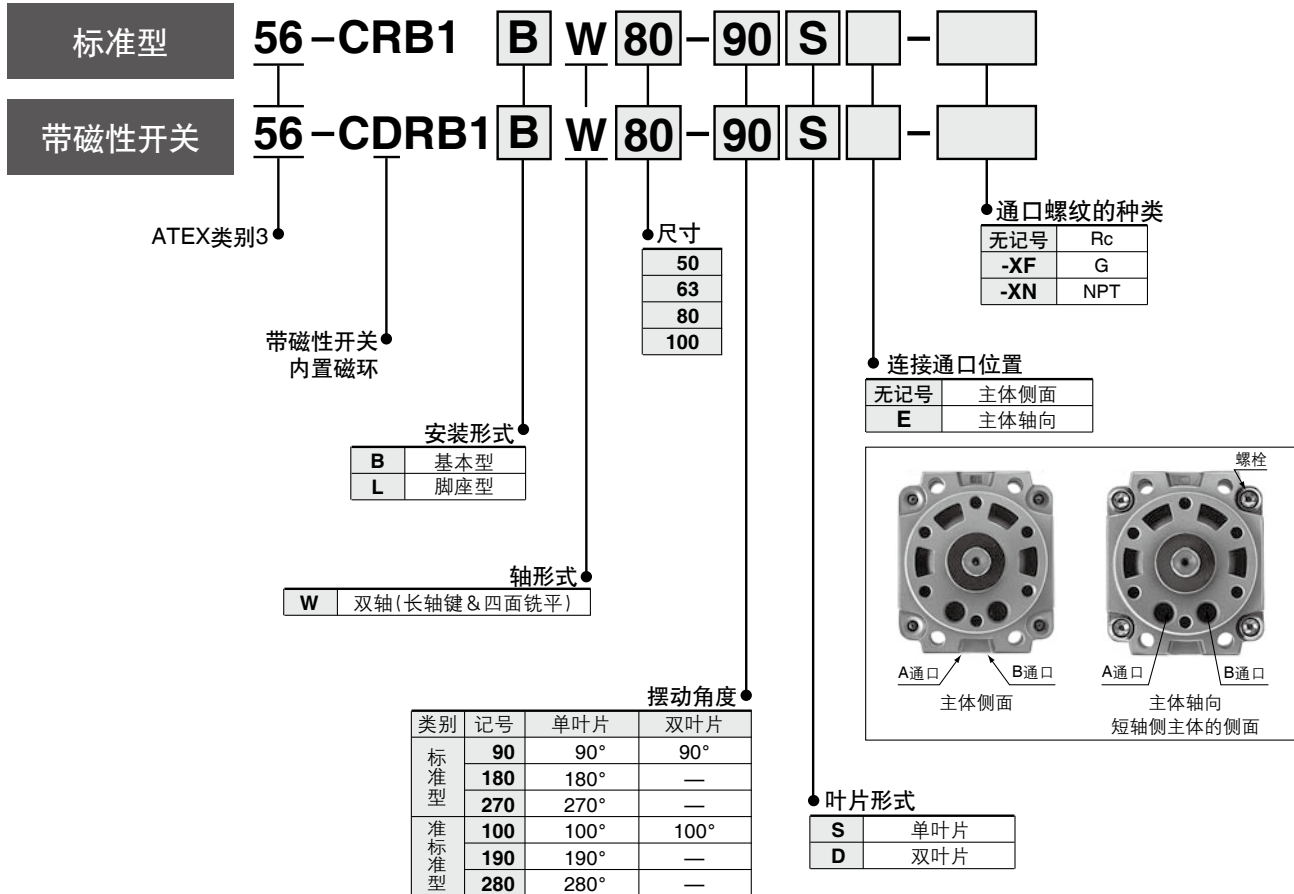 标准型 56-CRB1 B W 80-90 S -
带磁性开关 56-CDRB1 B W 80-90 S -
ATEX类别3
带磁性开关
内置磁环
安装形式
B 基本型
L 脚座型
轴形式
W 双轴(长轴键&四面铣平)
尺寸
50
63
80
100
摆动角度
类别 记号 单叶片 双叶片
标准型
90 90° 90°
180 180° —
270 270° —
准标准型
100 100° 100°
190 190° —
280 280° —
叶片形式
S 单叶片
D 双叶片
通口螺纹的种类
无记号 Rc
-XF G
-XN NPT
连接通口位置
无记号 主体侧面
E 主体轴向
螺栓
A通口 B通口
主体侧面
A通口 B通口
主体轴向
短轴侧主体的侧面